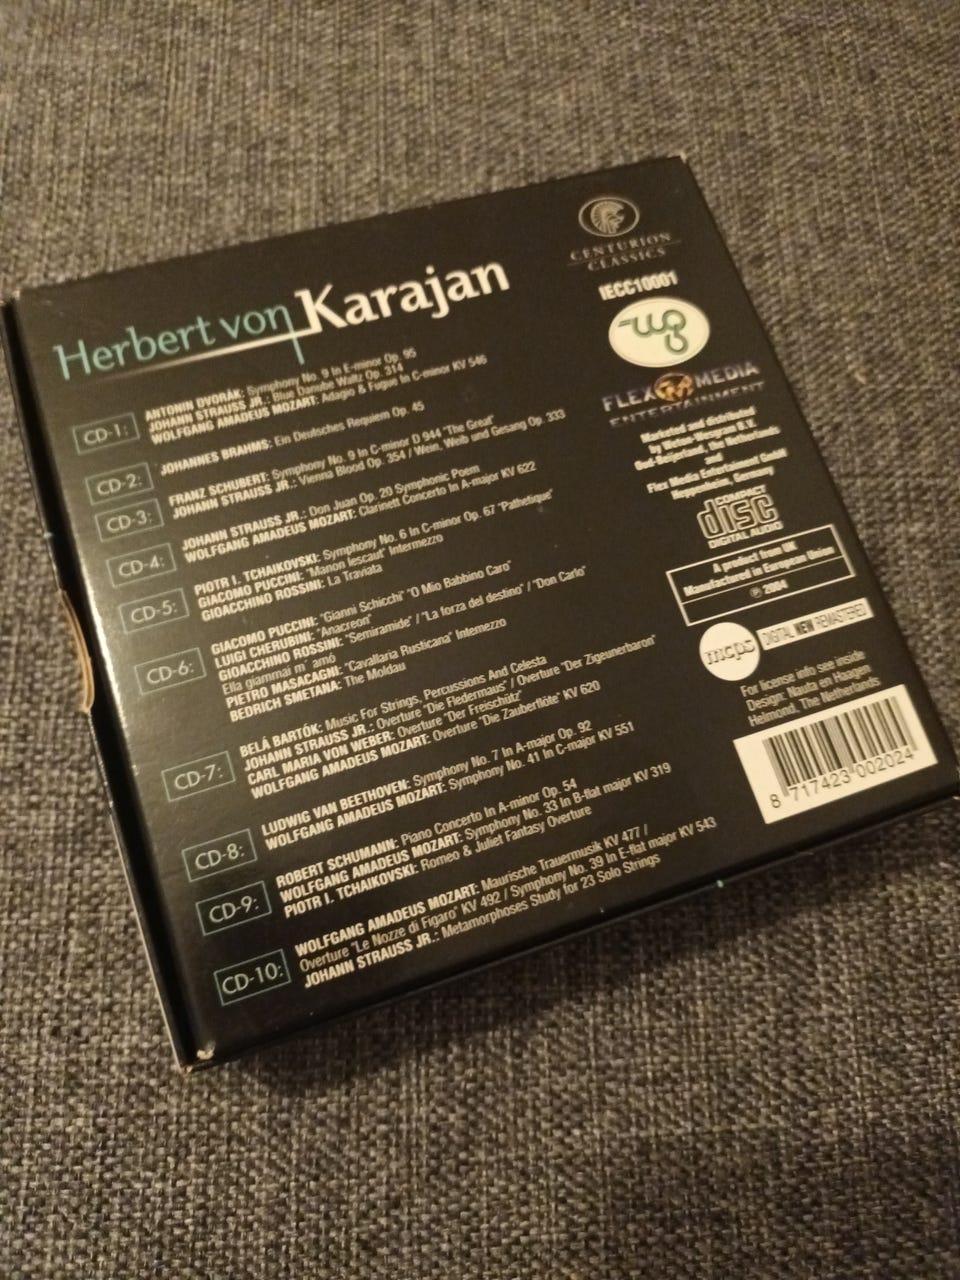 Herbert von Karajan
CD-1:
ANTONIN DVORÁK: Symphony No. 9 In E-minor Op. 95
JOHANN STRAUSS JR.: Blue Danube Waltz Op. 314
WOLFGANG AMADEUS MOZART: Adagio & Fugue In C-minor KV 546
CD-2:
JOHANNES BRAHMS: Ein Deutsches Requiem Op. 45
CD-3:
FRANZ SCHUBERT: Symphony No. 9 In C-minor D 944 "The Great"
JOHANN STRAUSS JR.: Vienna Blood Op. 354 / Wein, Weib und Gesang Op. 333
CD-4:
JOHANN STRAUSS JR.: Don Juan Op. 20 Symphonic Poem
WOLFGANG AMADEUS MOZART: Clarinett Concerto In A-major KV 622
CD-5:
PIOTR I. TCHAIKOVSKI: Symphony No. 6 In C-minor Op. 67 "Pathetique"
GIACOMO PUCCINI: "Manon lescaut" Intermezzo
GIOACCHINO ROSSINI: La Traviata
CD-6:
GIACOMO PUCCINI: "Gianni Schicchi" "O Mio Babbino Caro"
LUIGI CHERUBINI: "Anacreon"
GIOACCHINO ROSSINI: "Semiramide" / "La forza del destino" / "Don Carlo"
Ella giammai m' amó
PIETRO MASACAGNI: "Cavallaria Rusticana" Intemezzo
BEDRICH SMETANA: The Moldau
CD-7:
BELÁ BARTÓK: Music For Strings, Percussions And Celesta
JOHANN STRAUSS JR.: Overture "Die Fledermaus" / Overture "Der Zigeunerbaron"
CARL MARIA VON WEBER: Overture "Der Freischütz"
WOLFGANG AMADEUS MOZART: Overture "Die Zauberflöte" KV 620
CD-8:
LUDWIG VAN BEETHOVEN: Symphony No. 7 In A-major Op. 92
WOLFGANG AMADEUS MOZART: Symphony No. 41 In C-major KV 551
CD-9:
ROBERT SCHUMANN: Piano Concerto In A-minor Op. 54
WOLFGANG AMADEUS MOZART: Symphony No. 33 In B-flat major KV 319
PIOTR I. TCHAIKOVSKI: Romeo & Juliet Fantasy Overture
CD-10:
WOLFGANG AMADEUS MOZART: Maurische Trauermusik KV 477 /
Overture "Le Nozze di Figaro" KV 492 / Symphony No. 39 In E-flat major KV 543
JOHANN STRAUSS JR.: Metamorphoses Study for 23 Solo Strings
CENTURION
CLASSICS
IECC10001
FLEX MEDIA
ENTERTAINMENT
Marketed and distributed
by Weton-Wesgram B.V.
Oud-Beijerland, the Netherlands
and
Flex Media Entertainment GmbH
Heppenheim, Germany
COMPACT
disc
DIGITAL AUDIO
A product from UK
Manufactured in European Union
℗ 2004
mcps
DIGITAL NEW REMASTERED
For license info see inside
Design: Nauta en Haagen
Helmond, The Netherlands
8 717423 002024